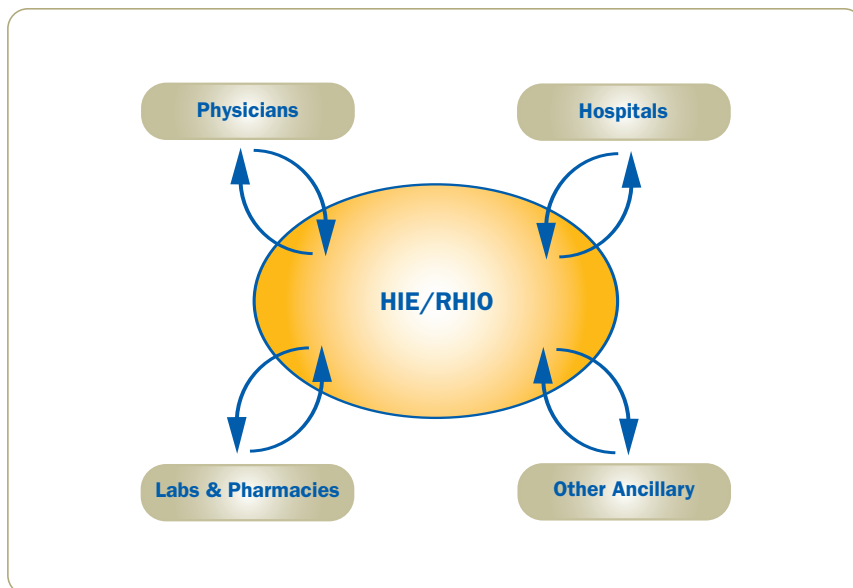 Physicians
Hospitals
HIE/RHIO
Labs & Pharmacies
Other Ancillary